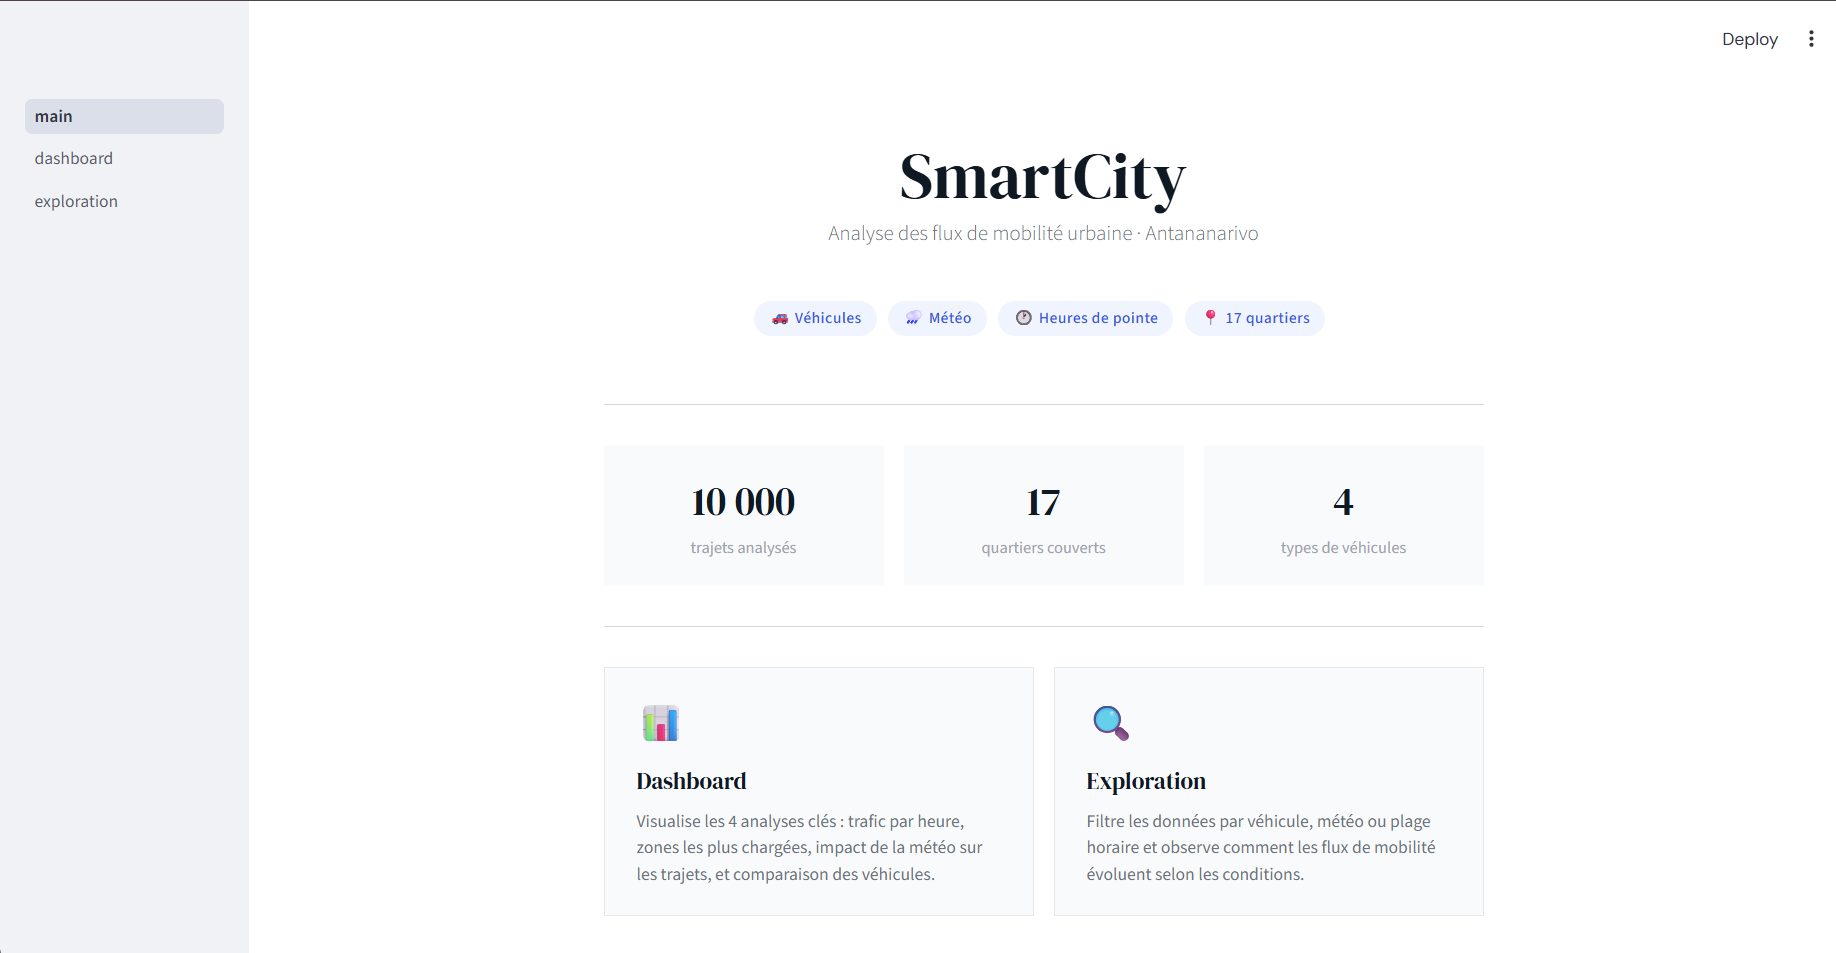 Deploy
main
dashboard
exploration
SmartCity
Analyse des flux de mobilité urbaine · Antananarivo
Véhicules
Météo
Heures de pointe
17 quartiers
10 000
trajets analysés
17
quartiers couverts
4
types de véhicules
Dashboard
Visualise les 4 analyses clés : trafic par heure,
zones les plus chargées, impact de la météo sur
les trajets, et comparaison des véhicules.
Exploration
Filtre les données par véhicule, météo ou plage
horaire et observe comment les flux de mobilité
évoluent selon les conditions.